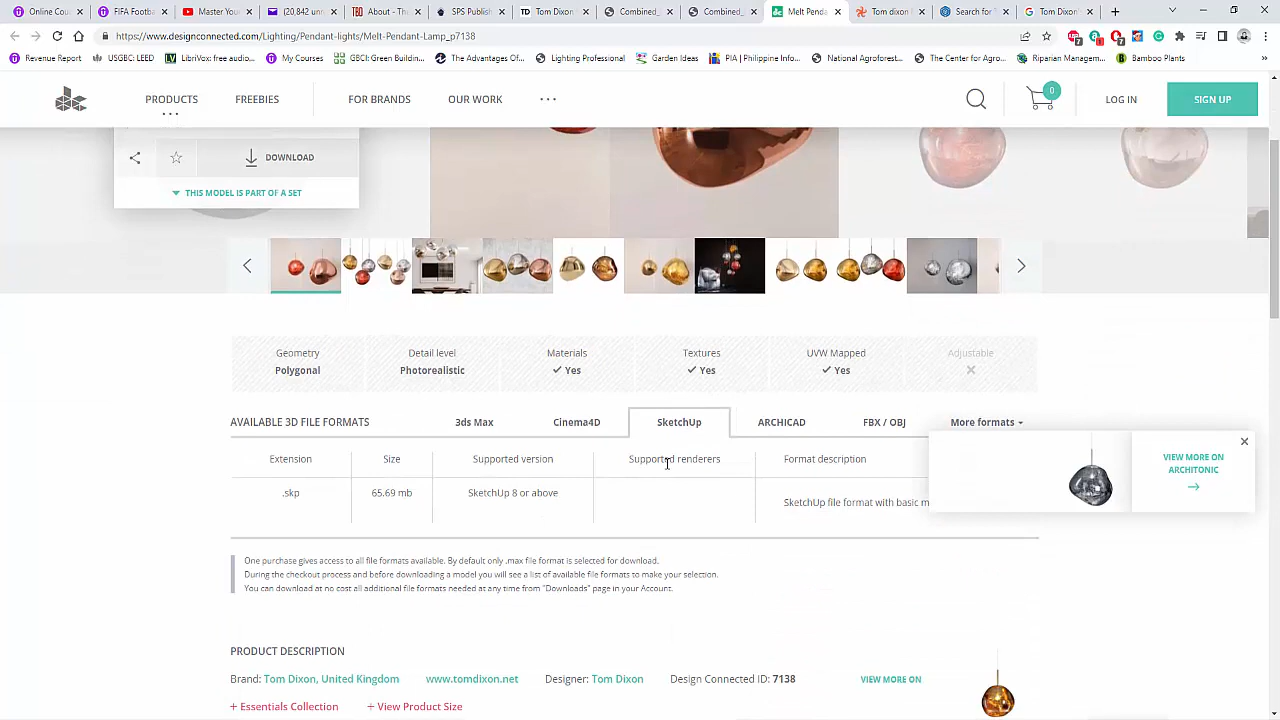 Online Cou
FIFA Footba
Master Your
(20,842 un
About - The
SPS Publish
Tom Dixon
Combined_
Combined_
Melt Penda
Tom dixon
Search for
Tom Dixon
https://www.designconnected.com/Lighting/Pendant-lights/Melt-Pendant-Lamp_p7138
Revenue Report
USGBC: LEED
LibriVox: free audio...
My Courses
GBCI: Green Building...
The Advantages Of...
Lighting Professional
Garden Ideas
PIA | Philippine Info...
National Agroforest...
The Center for Agro...
Riparian Managem...
Bamboo Plants
»
PRODUCTS
FREEBIES
FOR BRANDS
OUR WORK
0
LOG IN
SIGN UP
DOWNLOAD
THIS MODEL IS PART OF A SET
Geometry
Polygonal
Detail level
Photorealistic
Materials
Yes
Textures
Yes
UVW Mapped
Yes
Adjustable
AVAILABLE 3D FILE FORMATS
3ds Max
Cinema4D
SketchUp
ARCHICAD
FBX / OBJ
More formats
Extension
Size
Supported version
Supported renderers
Format description
.skp
65.69 mb
SketchUp 8 or above
SketchUp file format with basic m
VIEW MORE ON
ARCHITONIC
One purchase gives access to all file formats available. By default only .max file format is selected for download.
During the checkout process and before downloading a model you will see a list of available file formats to make your selection.
You can download at no cost all additional file formats needed at any time from "Downloads" page in your Account.
PRODUCT DESCRIPTION
Brand: Tom Dixon, United Kingdom
www.tomdixon.net
Designer: Tom Dixon
Design Connected ID: 7138
VIEW MORE ON
+ Essentials Collection
+ View Product Size